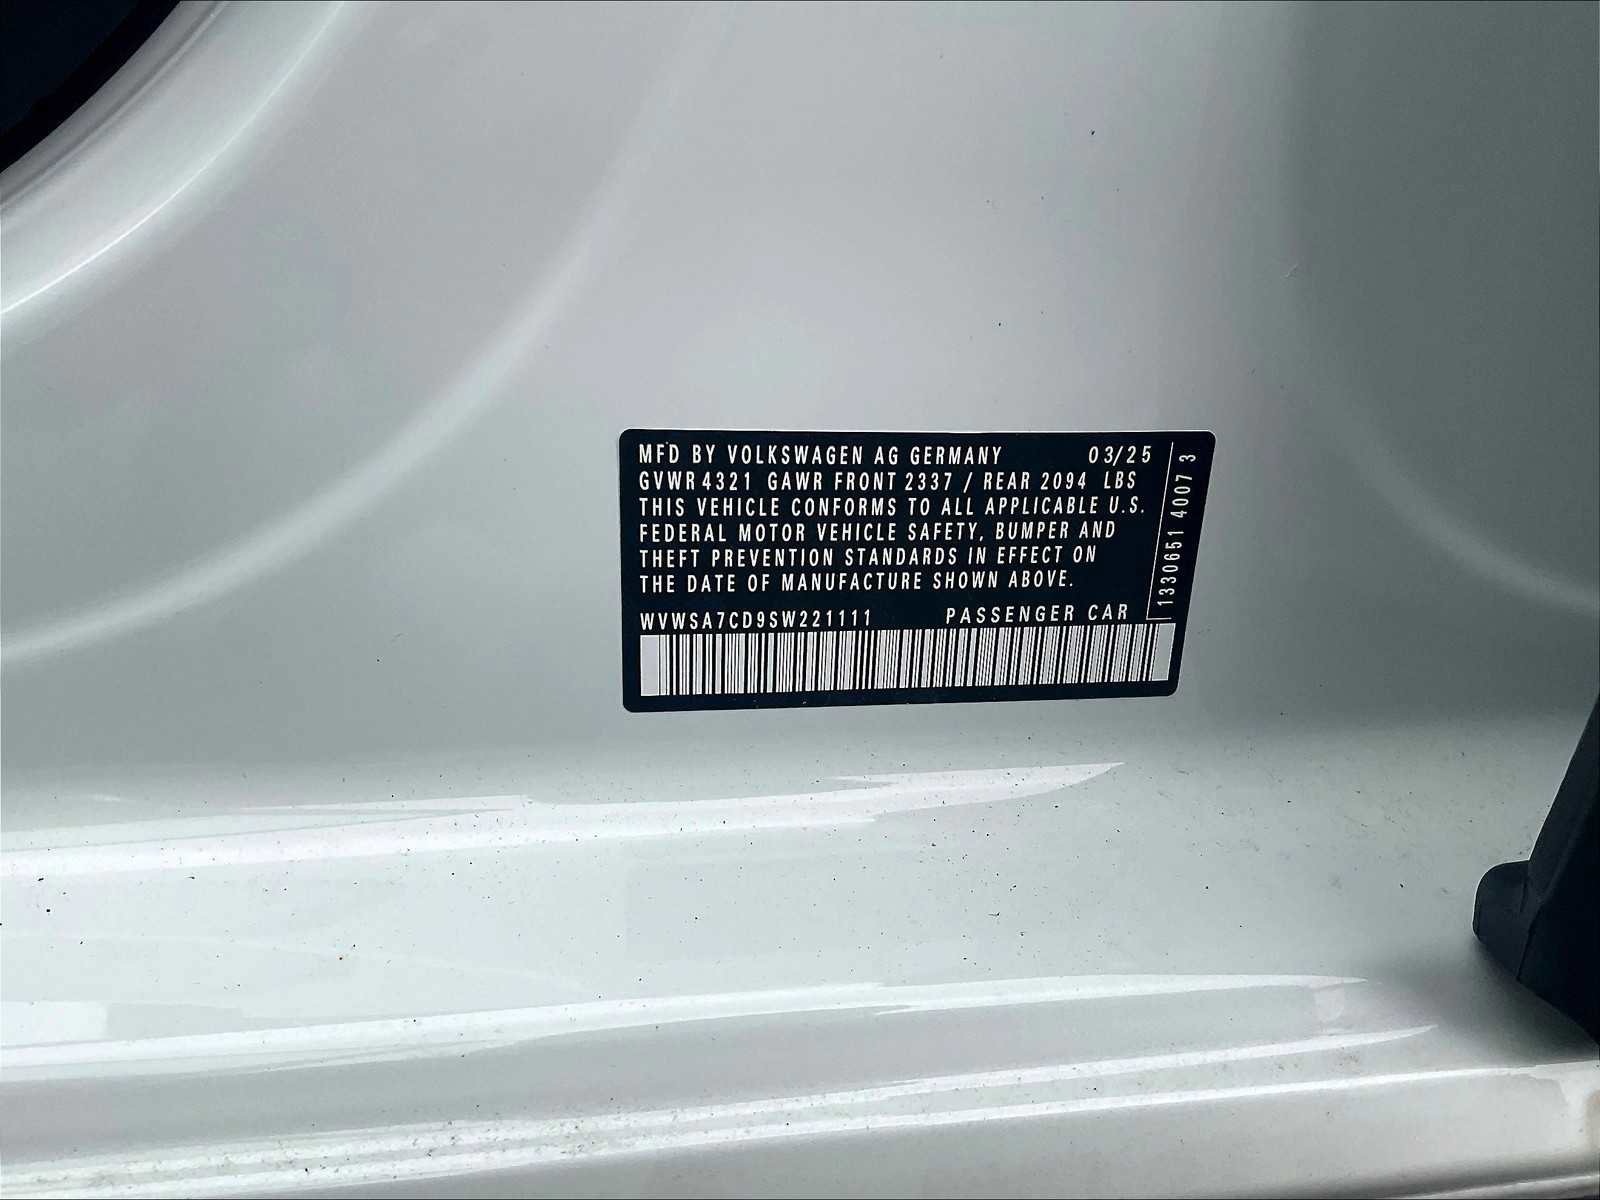 MFD BY VOLKSWAGEN AG GERMANY 03/25
GVWR 4321 GAWR FRONT 2337 / REAR 2094 LBS
THIS VEHICLE CONFORMS TO ALL APPLICABLE U.S.
FEDERAL MOTOR VEHICLE SAFETY, BUMPER AND
THEFT PREVENTION STANDARDS IN EFFECT ON
THE DATE OF MANUFACTURE SHOWN ABOVE.
WVWSA7CD9SW221111 PASSENGER CAR
1330651 4007 3